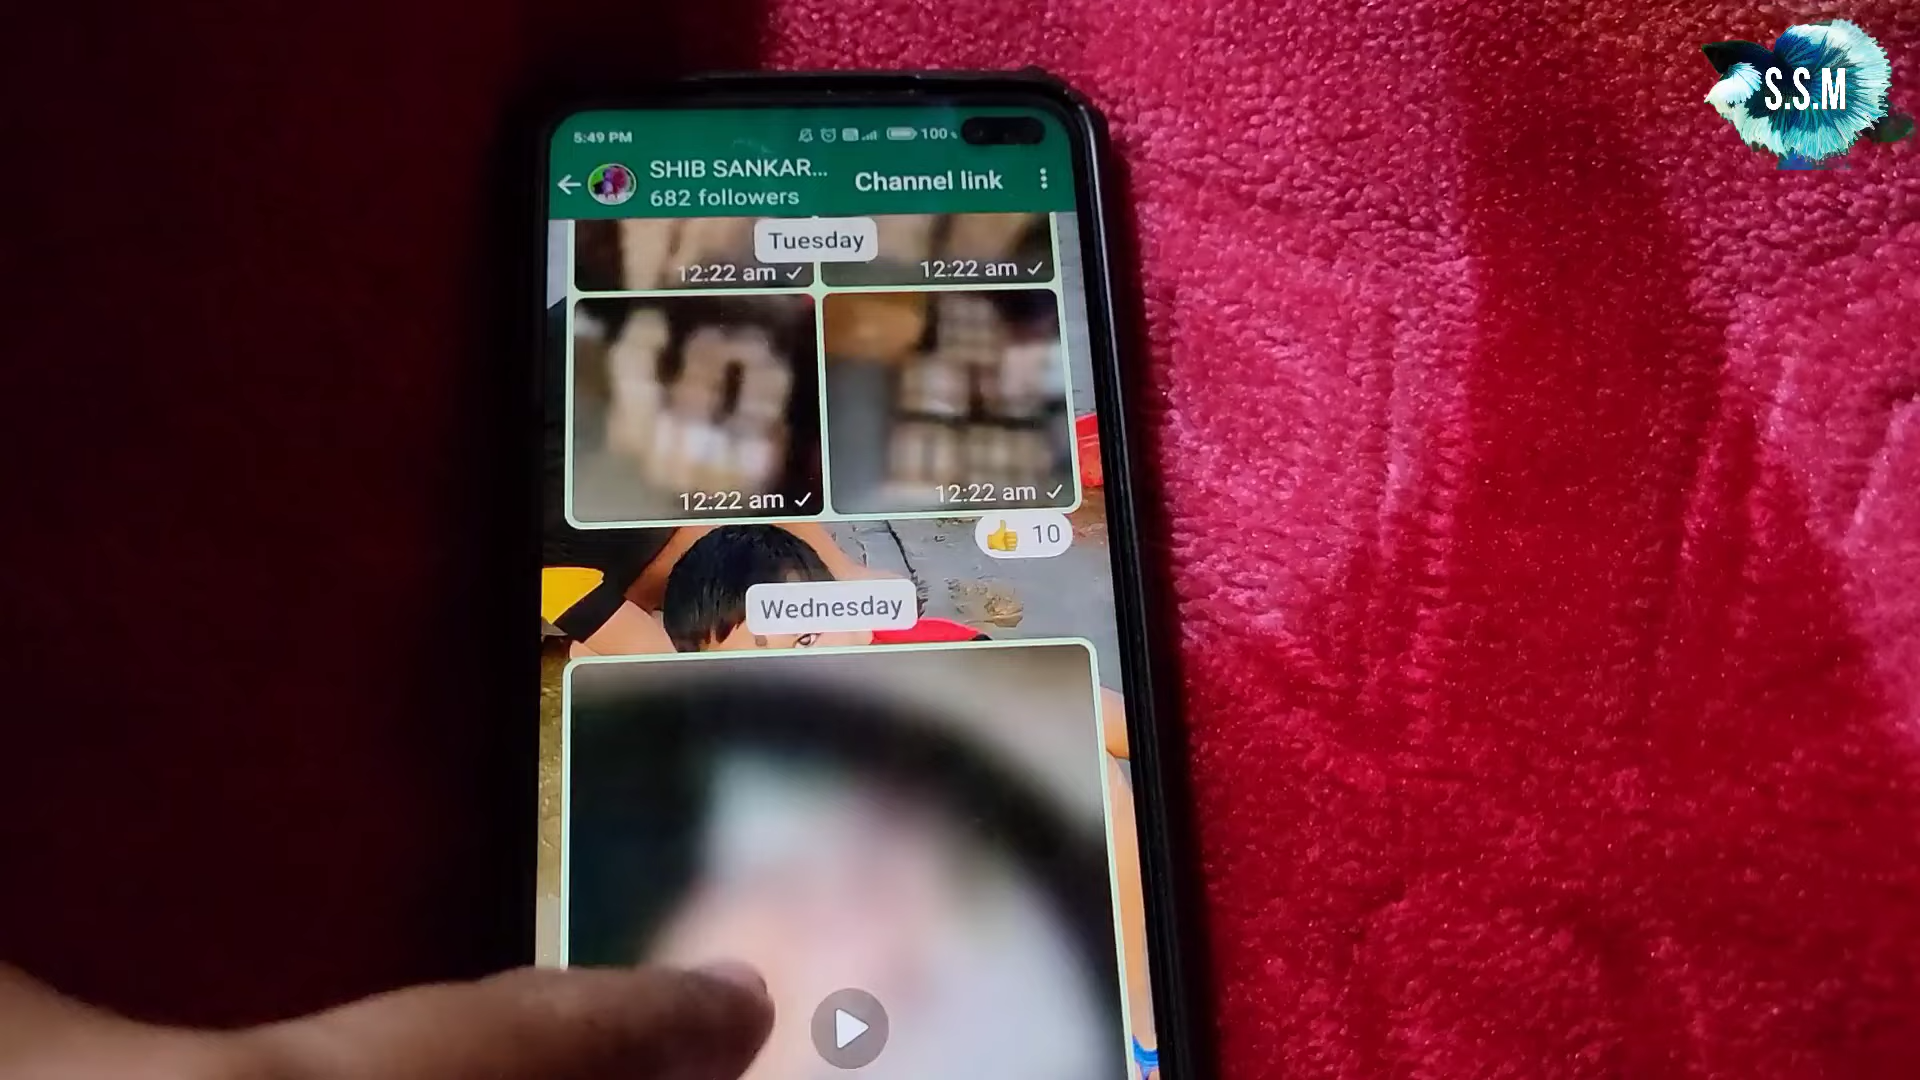 S.S.M
5:49 PM
100
SHIB SANKAR...
682 followers
Channel link
Tuesday
12:22 am
12:22 am
12:22 am
12:22 am
👍 10
Wednesday